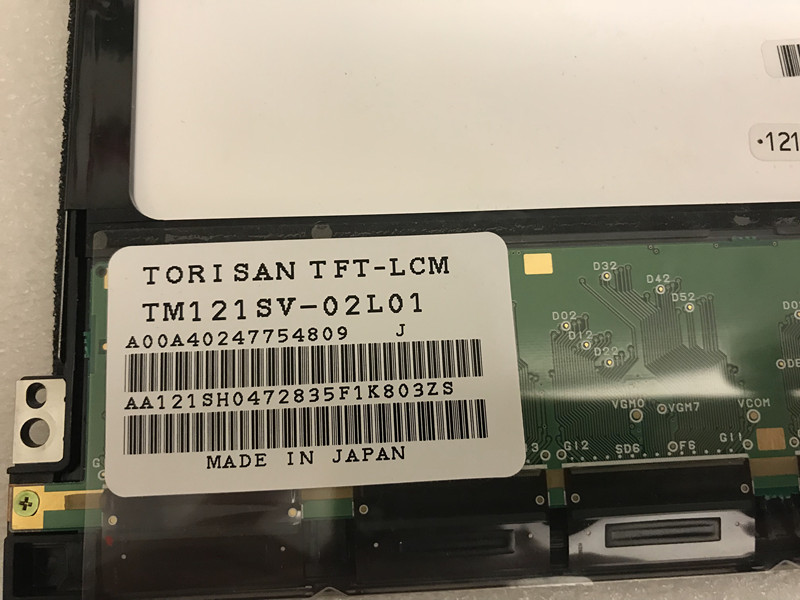 ·121
TORISAN TFT-LCM
TM121SV-02L01
A00A40247754809 J
AA121SH0472835F1K803ZS
MADE IN JAPAN
D32
D42
D52
D02
D12
D22
VGM0
VGM7
VCOM
G12
SD6
F6
G11